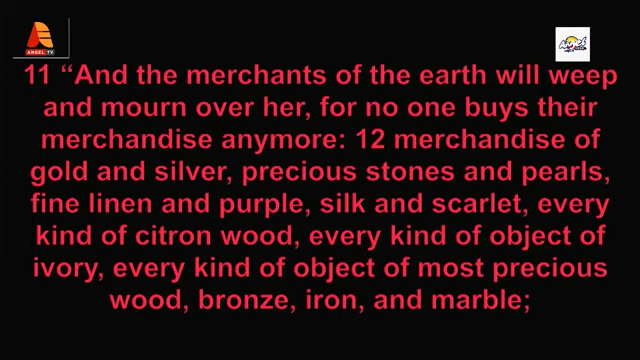 ANGEL TV
11 “And the merchants of the earth will weep
and mourn over her, for no one buys their
merchandise anymore: 12 merchandise of
gold and silver, precious stones and pearls,
fine linen and purple, silk and scarlet, every
kind of citron wood, every kind of object of
ivory, every kind of object of most precious
wood, bronze, iron, and marble;